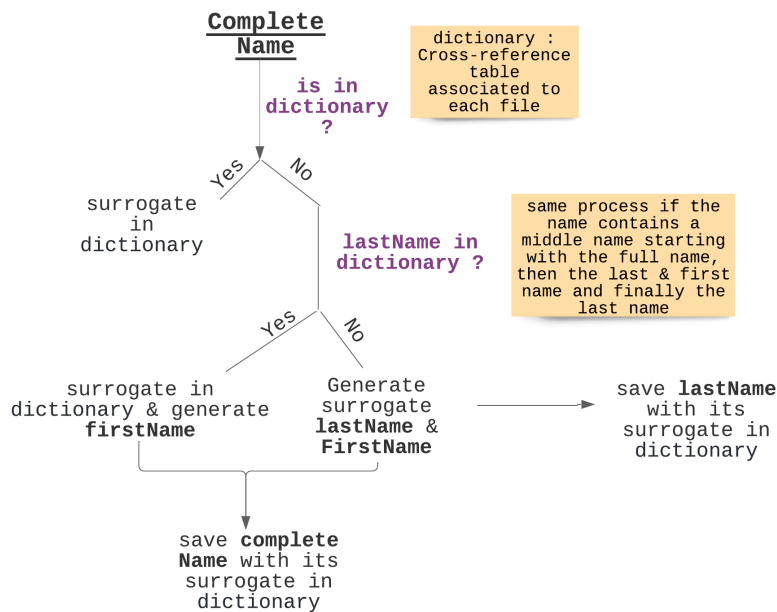 Complete
Name
dictionary :
Cross-reference
table
associated to
each file
is in
dictionary
?
Yes
No
surrogate
in
dictionary
same process if the
name contains a
middle name starting
with the full name,
then the last & first
name and finally the
last name
lastName in
dictionary ?
Yes
No
surrogate in
dictionary & generate
firstName
Generate
surrogate
lastName &
FirstName
save lastName
with its
surrogate in
dictionary
save complete
Name with its
surrogate in
dictionary